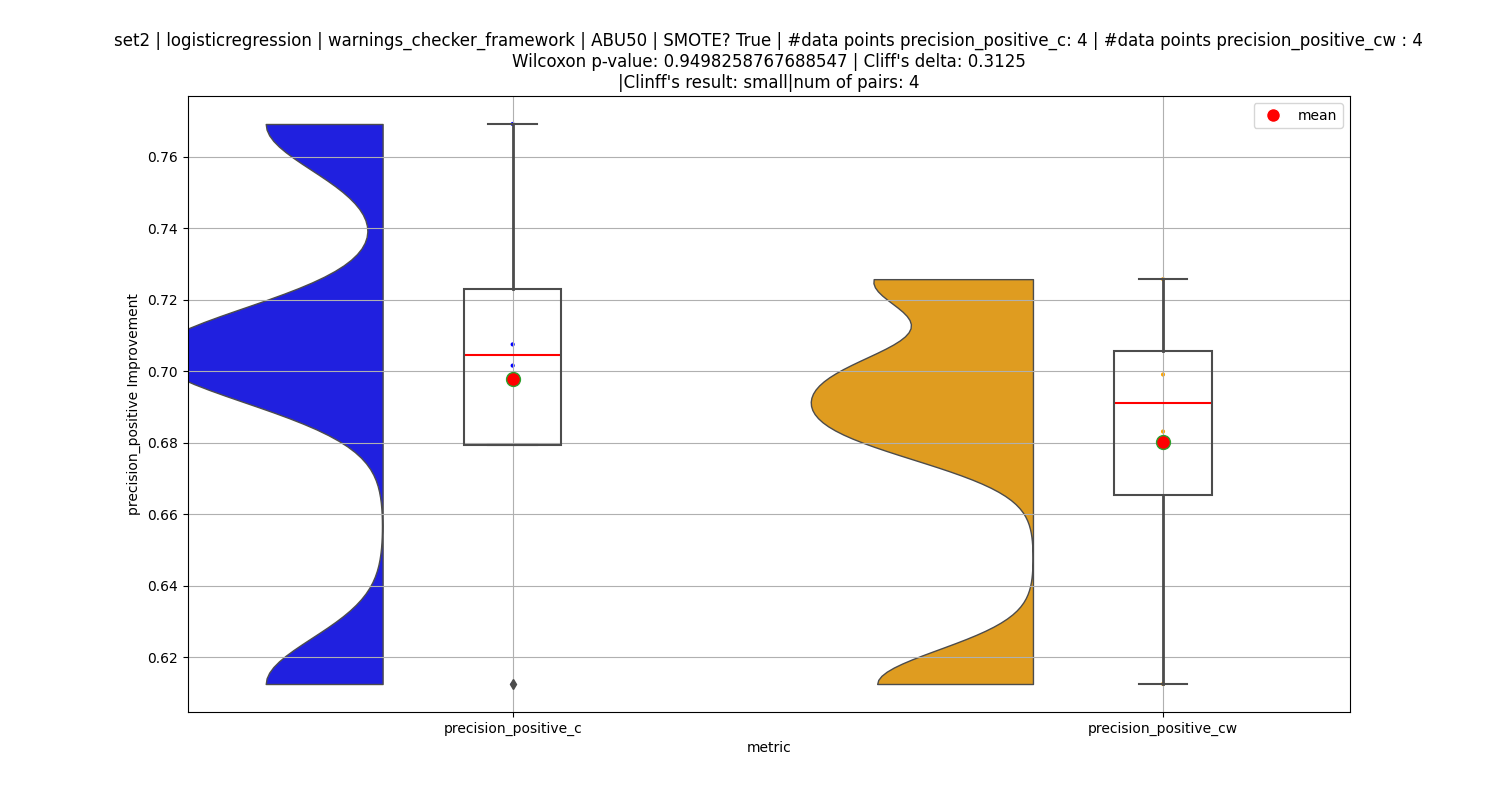 set2 | logisticregression | warnings_checker_framework | ABU50 | SMOTE? True | #data points precision_positive_c: 4 | #data points precision_positive_cw : 4
Wilcoxon p-value: 0.9498258767688547 | Cliff's delta: 0.3125
|Clinff's result: small|num of pairs: 4
mean
0.76
0.74
0.72
0.70
0.68
0.66
0.64
0.62
precision_positive Improvement
precision_positive_c
precision_positive_cw
metric